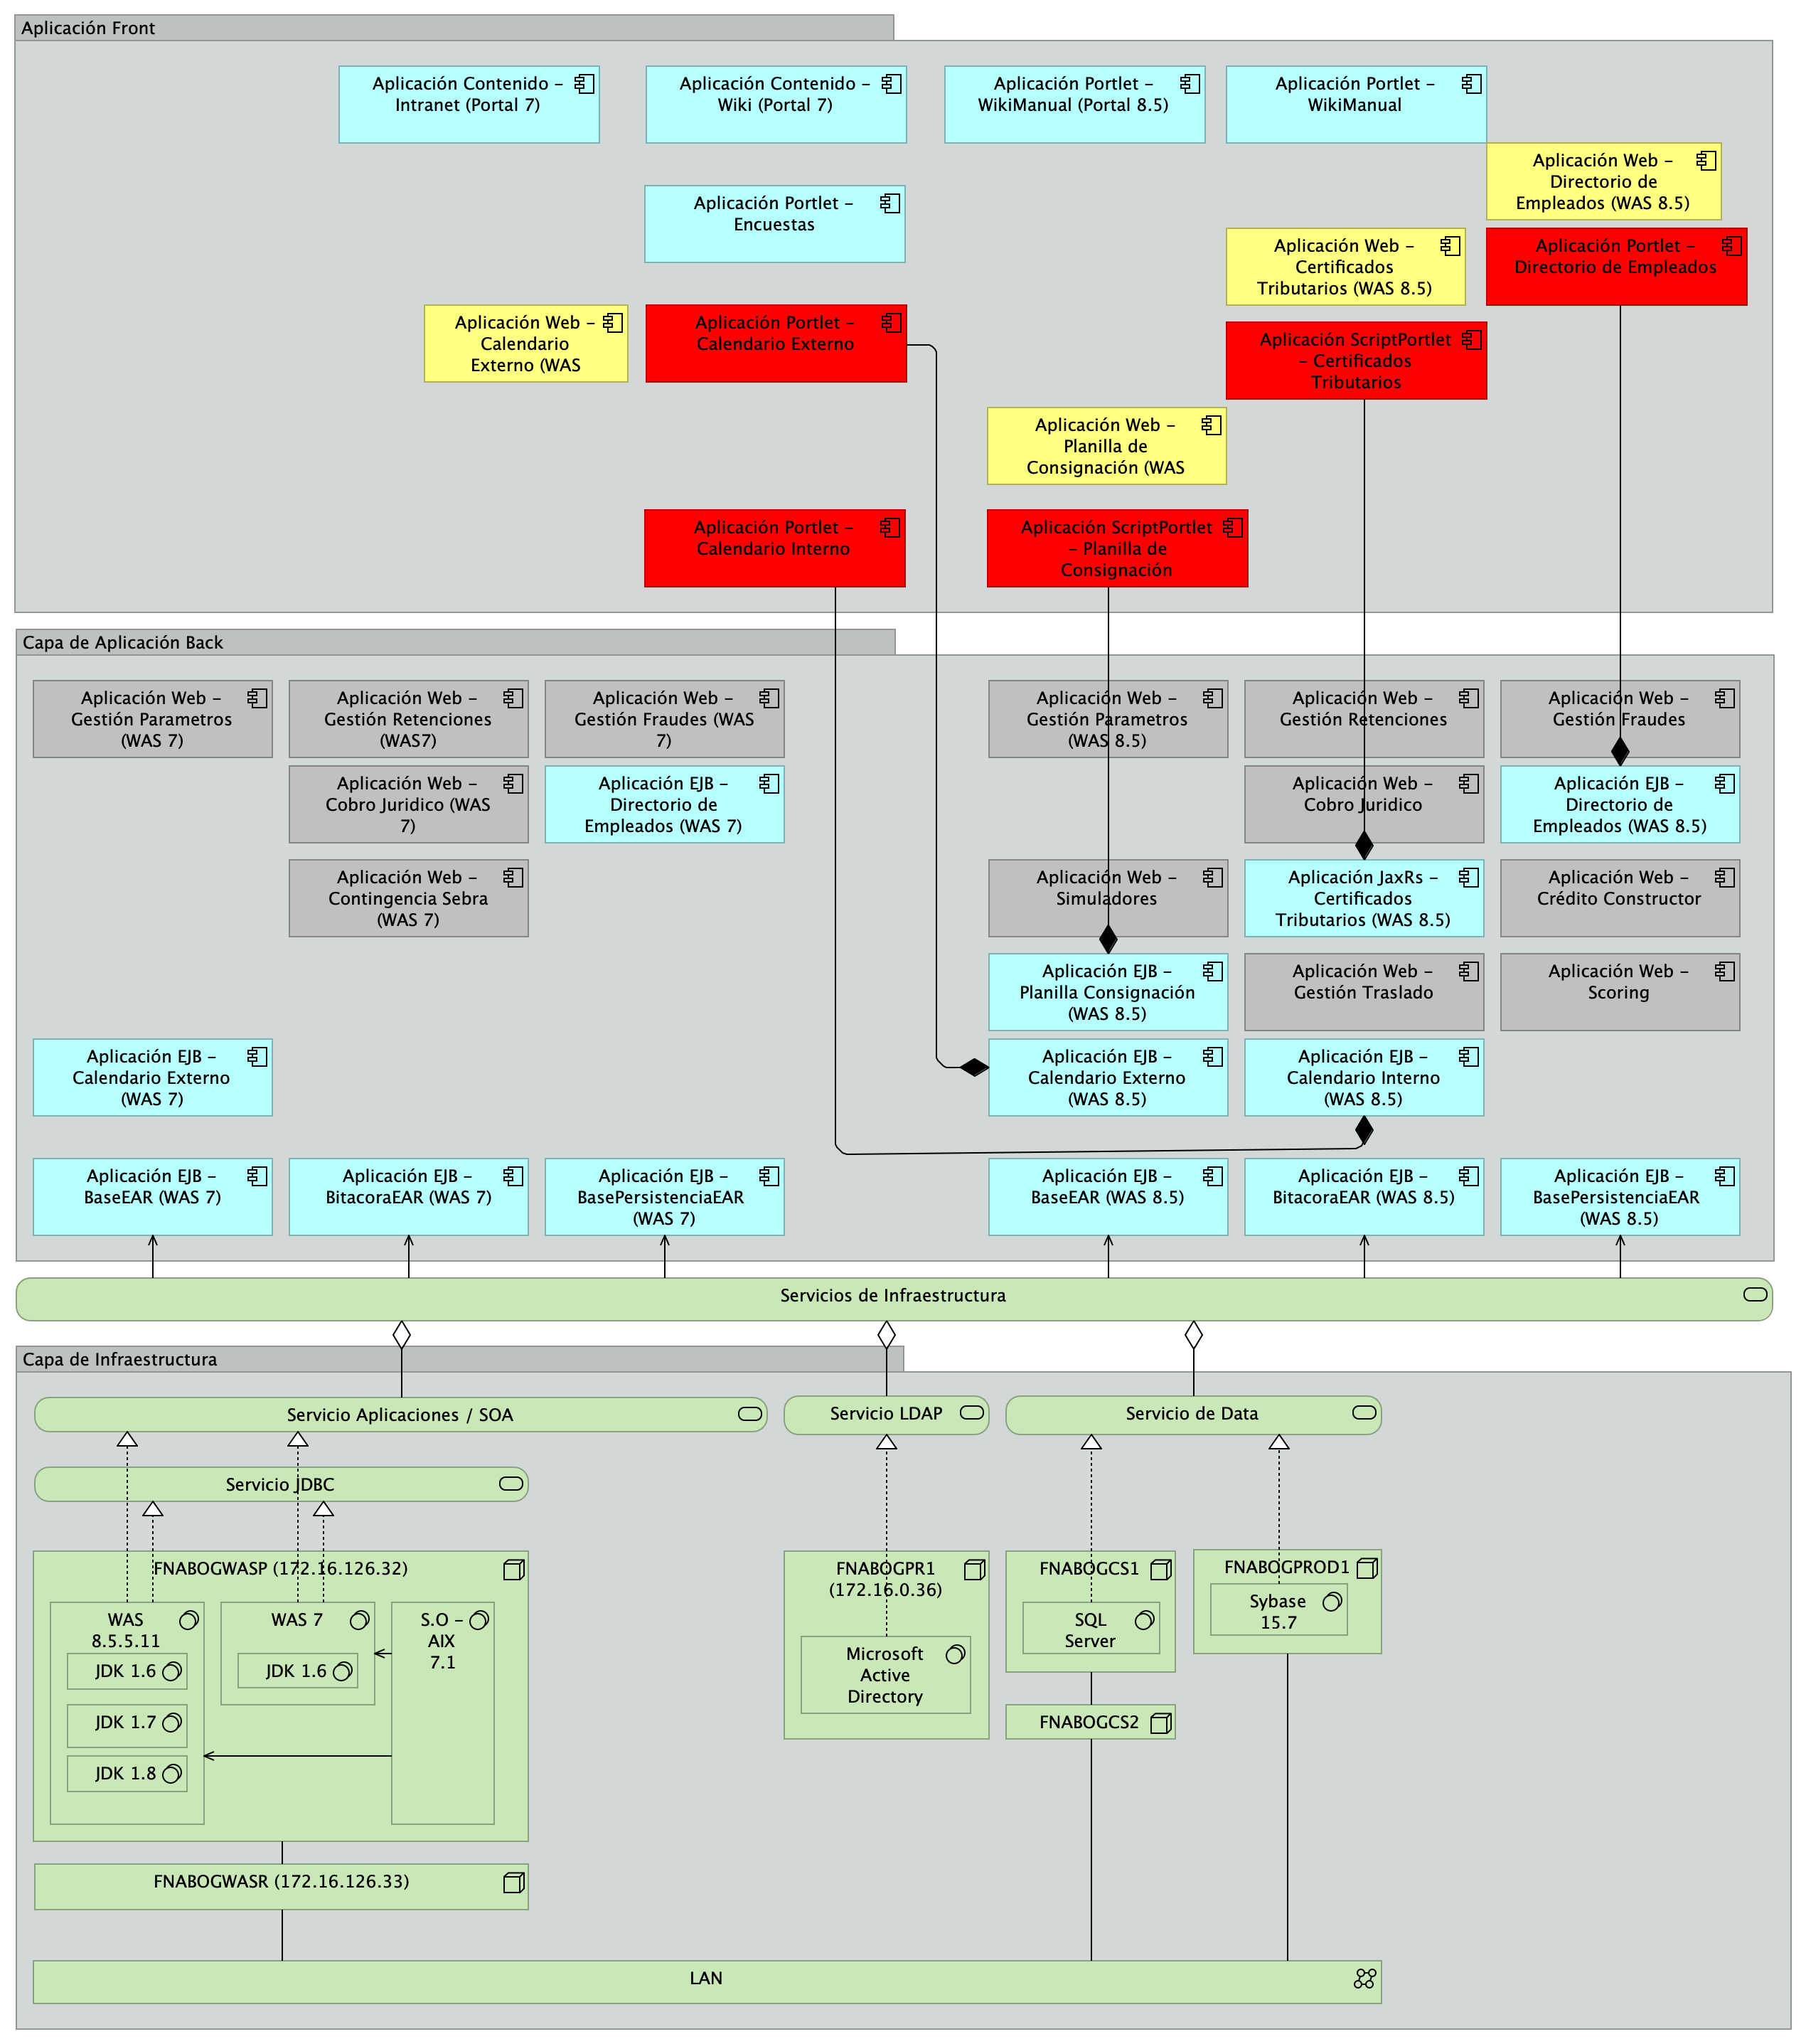 Aplicación Front
Aplicación Contenido –
Intranet (Portal 7)
Aplicación Contenido –
Wiki (Portal 7)
Aplicación Portlet –
WikiManual (Portal 8.5)
Aplicación Portlet –
WikiManual
Aplicación Web –
Directorio de
Empleados (WAS 8.5)
Aplicación Portlet –
Encuestas
Aplicación Web –
Certificados
Tributarios (WAS 8.5)
Aplicación Portlet –
Directorio de Empleados
Aplicación Web –
Calendario
Externo (WAS
Aplicación Portlet –
Calendario Externo
Aplicación ScriptPortlet
– Certificados
Tributarios
Aplicación Web –
Planilla de
Consignación (WAS
Aplicación Portlet –
Calendario Interno
Aplicación ScriptPortlet
– Planilla de
Consignación
Capa de Aplicación Back
Aplicación Web –
Gestión Parametros
(WAS 7)
Aplicación Web –
Gestión Retenciones
(WAS7)
Aplicación Web –
Gestión Fraudes (WAS
7)
Aplicación Web –
Gestión Parametros
(WAS 8.5)
Aplicación Web –
Gestión Retenciones
Aplicación Web –
Gestión Fraudes
Aplicación Web –
Cobro Juridico (WAS
7)
Aplicación EJB –
Directorio de
Empleados (WAS 7)
Aplicación Web –
Cobro Juridico
Aplicación EJB –
Directorio de
Empleados (WAS 8.5)
Aplicación Web –
Contingencia Sebra
(WAS 7)
Aplicación Web –
Simuladores
Aplicación JaxRs –
Certificados
Tributarios (WAS 8.5)
Aplicación Web –
Crédito Constructor
Aplicación EJB –
Planilla Consignación
(WAS 8.5)
Aplicación Web –
Gestión Traslado
Aplicación Web –
Scoring
Aplicación EJB –
Calendario Externo
(WAS 7)
Aplicación EJB –
Calendario Externo
(WAS 8.5)
Aplicación EJB –
Calendario Interno
(WAS 8.5)
Aplicación EJB –
BaseEAR (WAS 7)
Aplicación EJB –
BitacoraEAR (WAS 7)
Aplicación EJB –
BasePersistenciaEAR
(WAS 7)
Aplicación EJB –
BaseEAR (WAS 8.5)
Aplicación EJB –
BitacoraEAR (WAS 8.5)
Aplicación EJB –
BasePersistenciaEAR
(WAS 8.5)
Servicios de Infraestructura
Capa de Infraestructura
Servicio Aplicaciones / SOA
Servicio LDAP
Servicio de Data
Servicio JDBC
FNABOGWASP (172.16.126.32)
WAS
8.5.5.11
JDK 1.6
JDK 1.7
JDK 1.8
WAS 7
JDK 1.6
S.O –
AIX
7.1
FNABOGPR1
(172.16.0.36)
Microsoft
Active
Directory
FNABOGCS1
SQL
Server
FNABOGPROD1
Sybase
15.7
FNABOGCS2
FNABOGWASR (172.16.126.33)
LAN